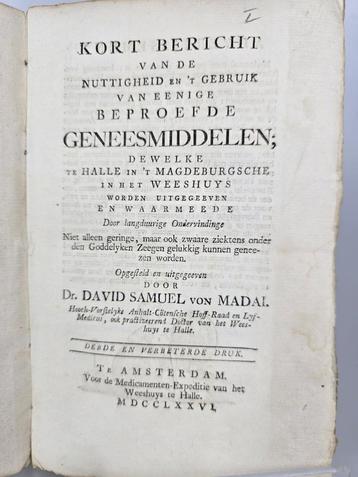 I
KORT BERICHT
VAN DE
NUTTIGHEID EN 'T GEBRUIK
VAN EENIGE
BEPROEFDE
GENEESMIDDELEN;
DEWELKE
TE HALLE IN 'T MAGDEBURGSCHE
IN HET WEESHUYS
WORDEN UITGEGEEVEN
EN WAARMEEDE
Door langduurige Ondervindinge
Niet alleen geringe, maar ook zwaare ziektens onder
den Goddelyken Zeegen gelukkig kunnen genee-
zen worden.
Opgesteld en uitgegeeven
DOOR
Dr. DAVID SAMUEL VON MADAI.
Hoogh-Vorstelyke Anhalt-Cötensche Hoff-Raad en Lyf-
Medicus, ook practiseerend Doctor van het Wees-
huys te Halle.
DERDE EN VERBETERDE DRUK.
TE AMSTERDAM,
Voor de Medicamenten-Expeditie van het
Weeshuys te Halle.
MDCCLXXVI.